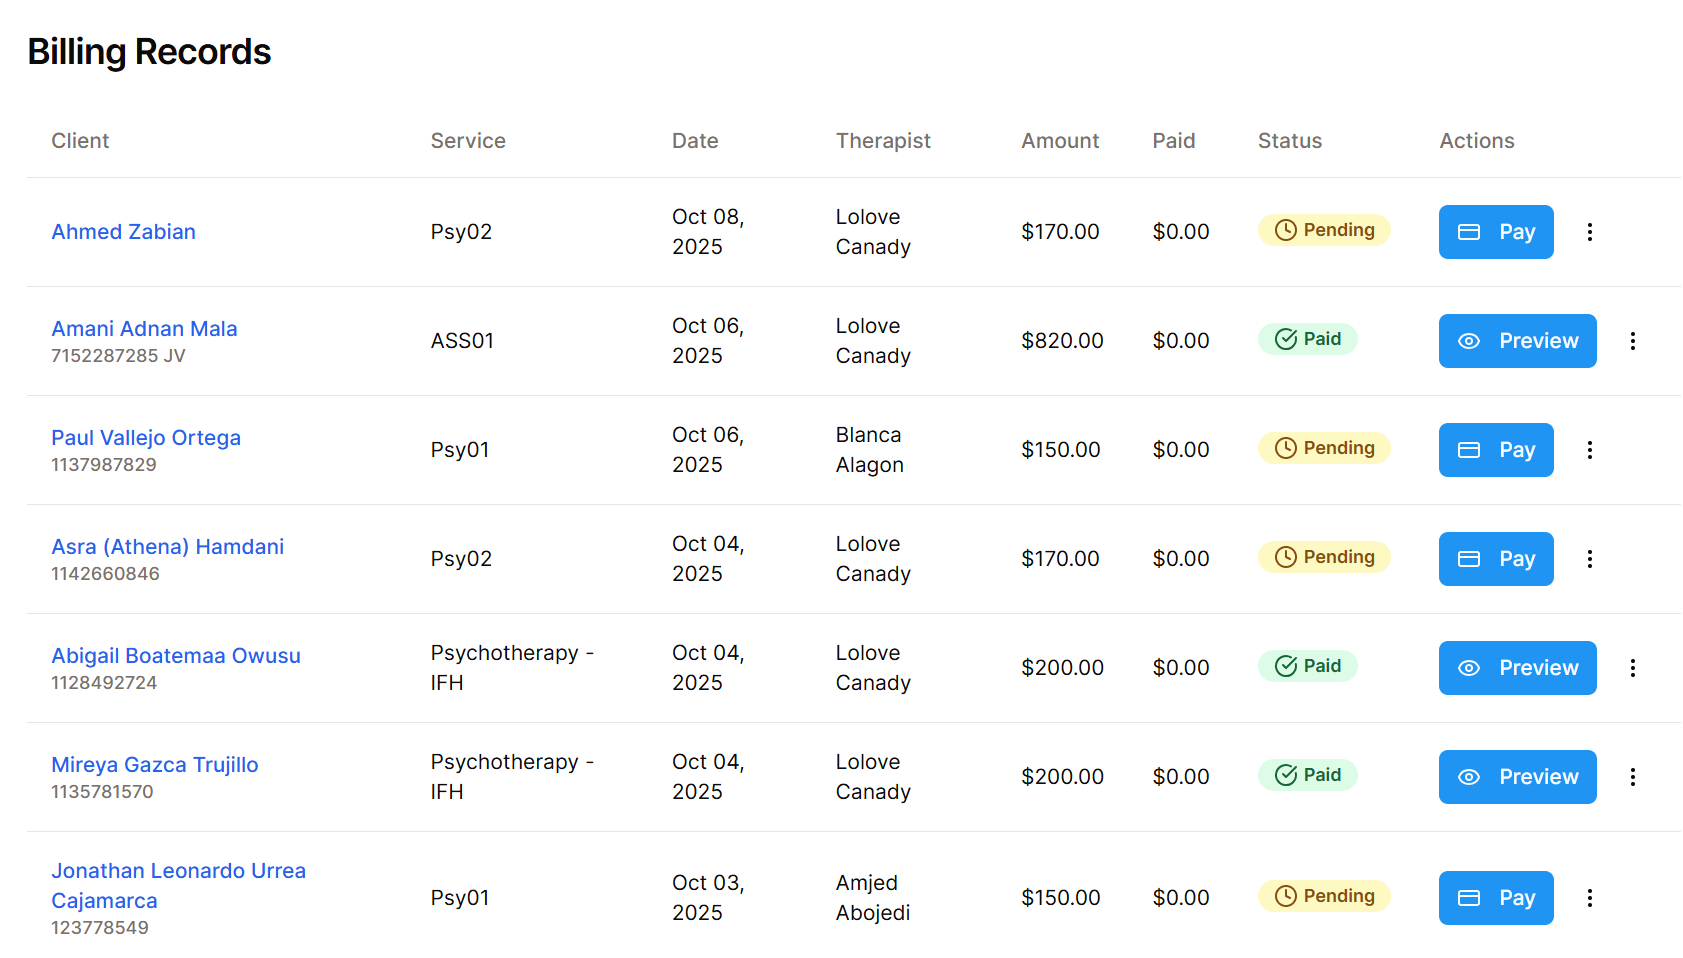 Billing Records
Client Service Date Therapist Amount Paid Status Actions
Ahmed Zabian Psy02 Oct 08, 2025 Lolove Canady $170.00 $0.00 Pending Pay
Amani Adnan Mala 7152287285 JV ASS01 Oct 06, 2025 Lolove Canady $820.00 $0.00 Paid Preview
Paul Vallejo Ortega 1137987829 Psy01 Oct 06, 2025 Blanca Alagon $150.00 $0.00 Pending Pay
Asra (Athena) Hamdani 1142660846 Psy02 Oct 04, 2025 Lolove Canady $170.00 $0.00 Pending Pay
Abigail Boatemaa Owusu 1128492724 Psychotherapy - IFH Oct 04, 2025 Lolove Canady $200.00 $0.00 Paid Preview
Mireya Gazca Trujillo 1135781570 Psychotherapy - IFH Oct 04, 2025 Lolove Canady $200.00 $0.00 Paid Preview
Jonathan Leonardo Urrea Cajamarca 123778549 Psy01 Oct 03, 2025 Amjed Abojedi $150.00 $0.00 Pending Pay